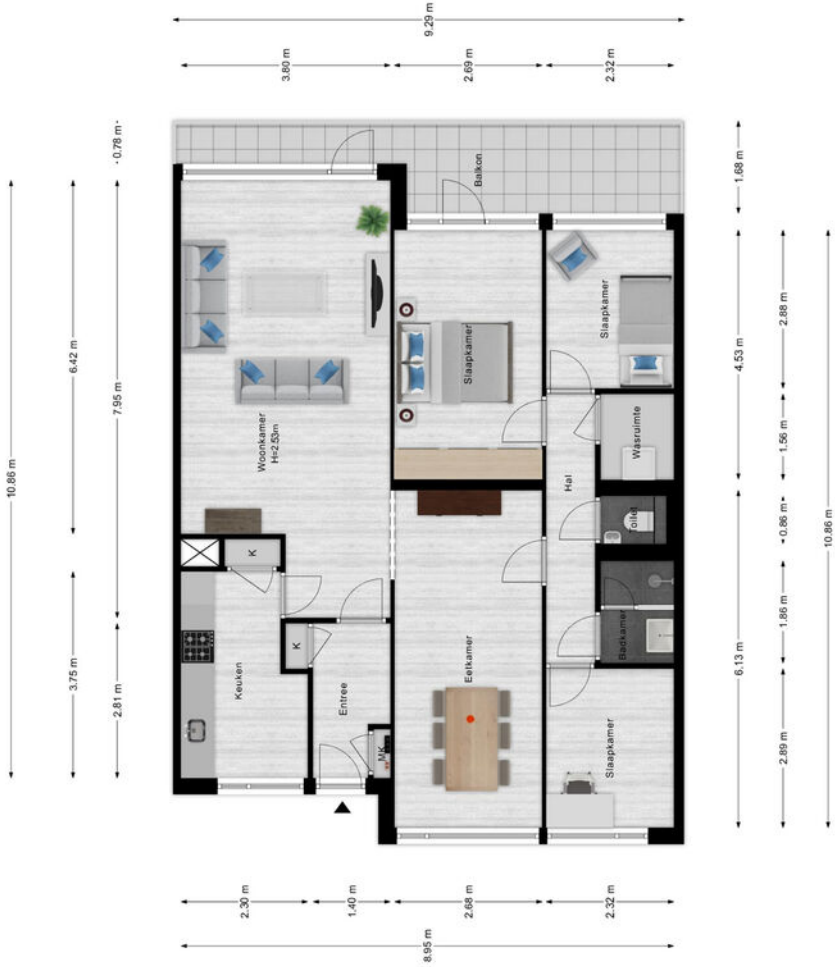 9.29 m
3.80 m
2.69 m
2.32 m
0.78 m
1.68 m
10.86 m
6.42 m
7.95 m
3.75 m
2.81 m
Balkon
Woonkamer
H=2.53m
Slaapkamer
Slaapkamer
Wasruimte
Hal
Toilet
K
K
Keuken
Entree
MK
Eetkamer
Badkamer
Slaapkamer
4.53 m
2.88 m
1.56 m
0.86 m
1.86 m
6.13 m
2.89 m
10.86 m
2.30 m
1.40 m
2.68 m
2.32 m
8.95 m